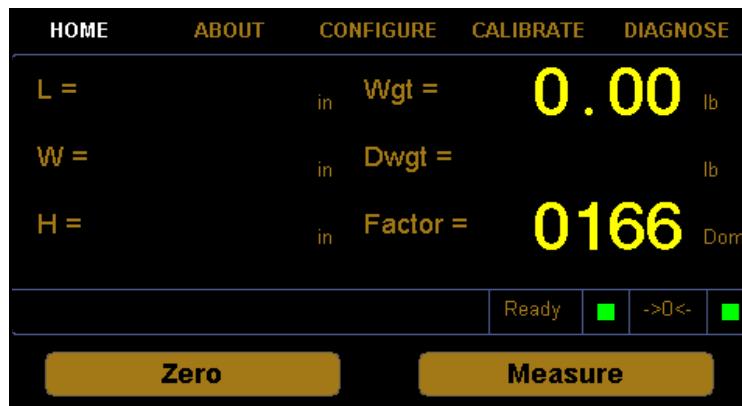 HOME ABOUT CONFIGURE CALIBRATE DIAGNOSE
L = in Wgt = 0.00 lb
W = in Dwgt = lb
H = in Factor = 0166 Dom
Ready ->0<-
Zero Measure